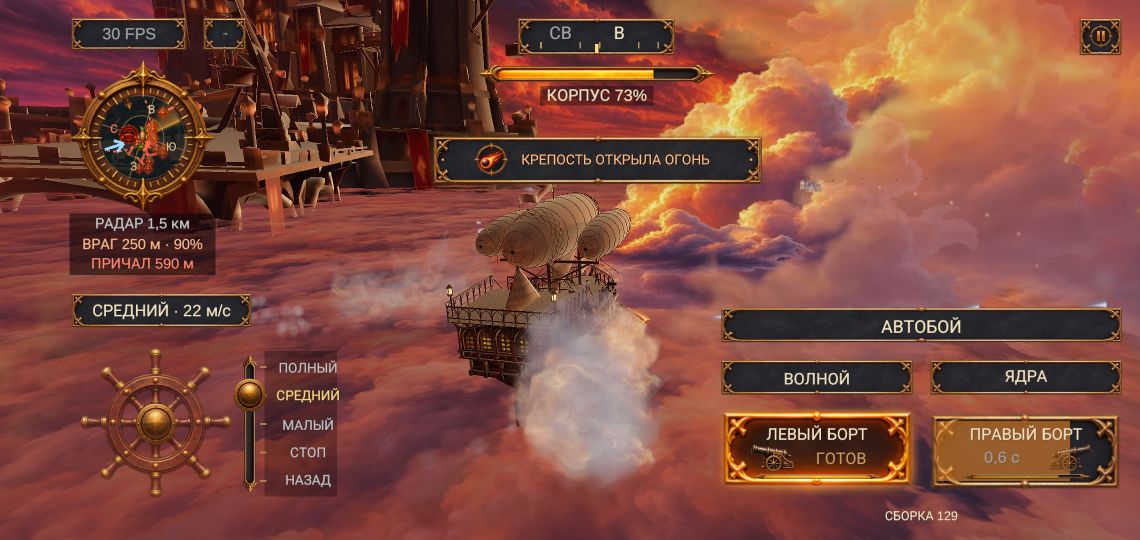 30 FPS
СВ В
КОРПУС 73%
КРЕПОСТЬ ОТКРЫЛА ОГОНЬ
В
С
Ю
З
РАДАР 1,5 км
ВРАГ 250 м · 90%
ПРИЧАЛ 590 м
СРЕДНИЙ · 22 м/с
ПОЛНЫЙ
СРЕДНИЙ
МАЛЫЙ
СТОП
НАЗАД
АВТОБОЙ
ВОЛНОЙ
ЯДРА
ЛЕВЫЙ БОРТ
ГОТОВ
ПРАВЫЙ БОРТ
0,6 с
СБОРКА 129